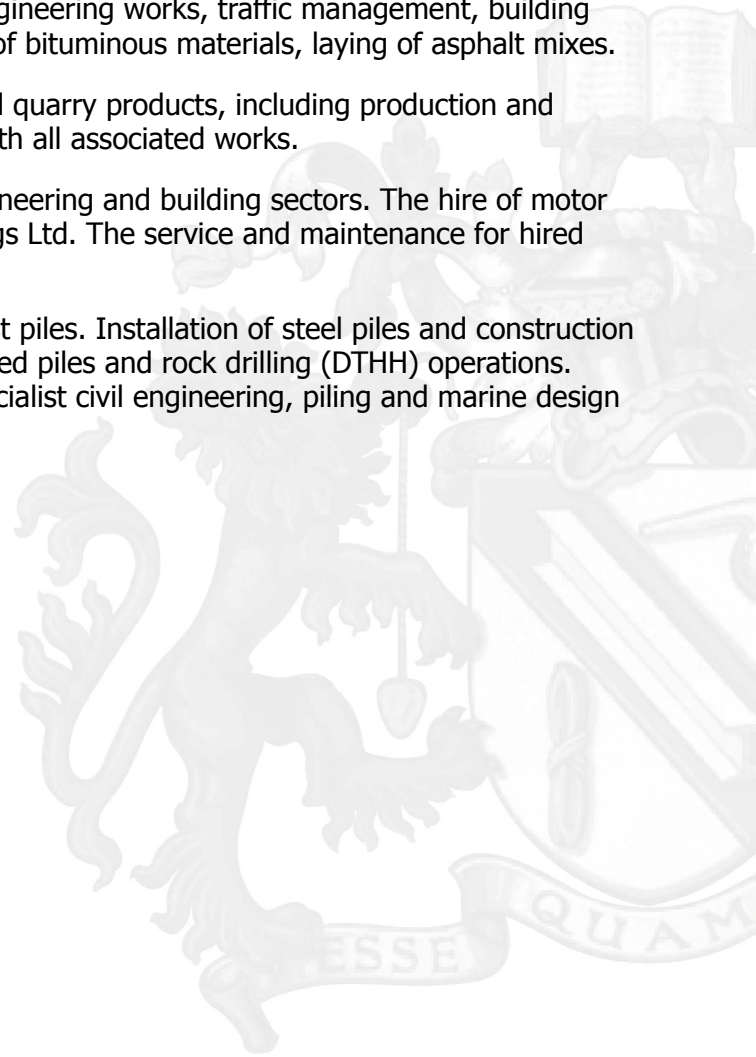 gineering works, traffic management, building
of bituminous materials, laying of asphalt mixes.
d quarry products, including production and
th all associated works.
neering and building sectors. The hire of motor
gs Ltd. The service and maintenance for hired
t piles. Installation of steel piles and construction
ed piles and rock drilling (DTHH) operations.
cialist civil engineering, piling and marine design
ESSE QUAM